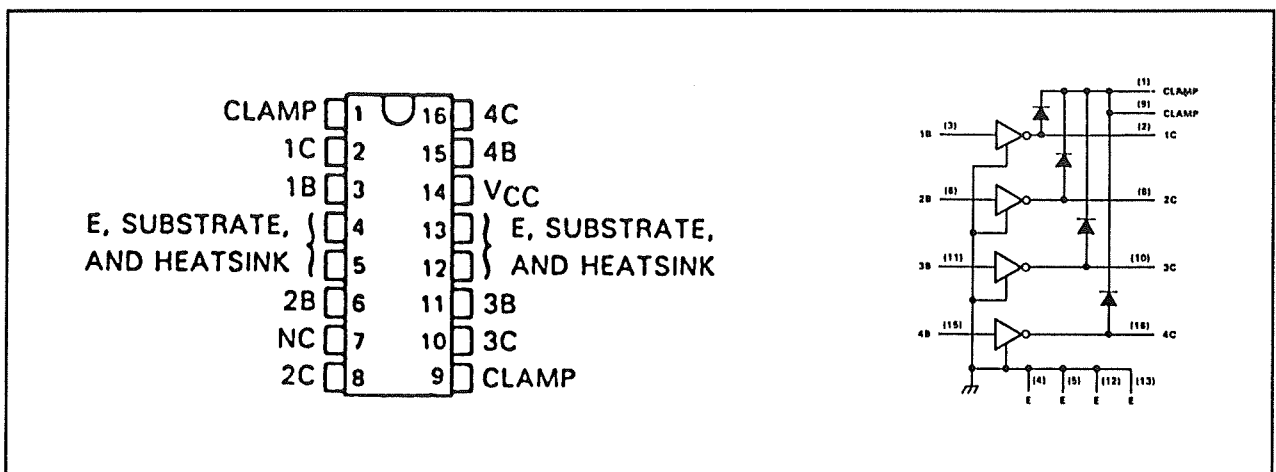 CLAMP 1 16 4C
1C 2 15 4B
1B 3 14 VCC
E, SUBSTRATE, 4 13 E, SUBSTRATE,
AND HEATSINK 5 12 AND HEATSINK
2B 6 11 3B
NC 7 10 3C
2C 8 9 CLAMP
(1) CLAMP
(9) CLAMP
1B (3) (2) 1C
2B (6) (8) 2C
3B (11) (10) 3C
4B (15) (16) 4C
(4) (5) (12) (13)
E E E E